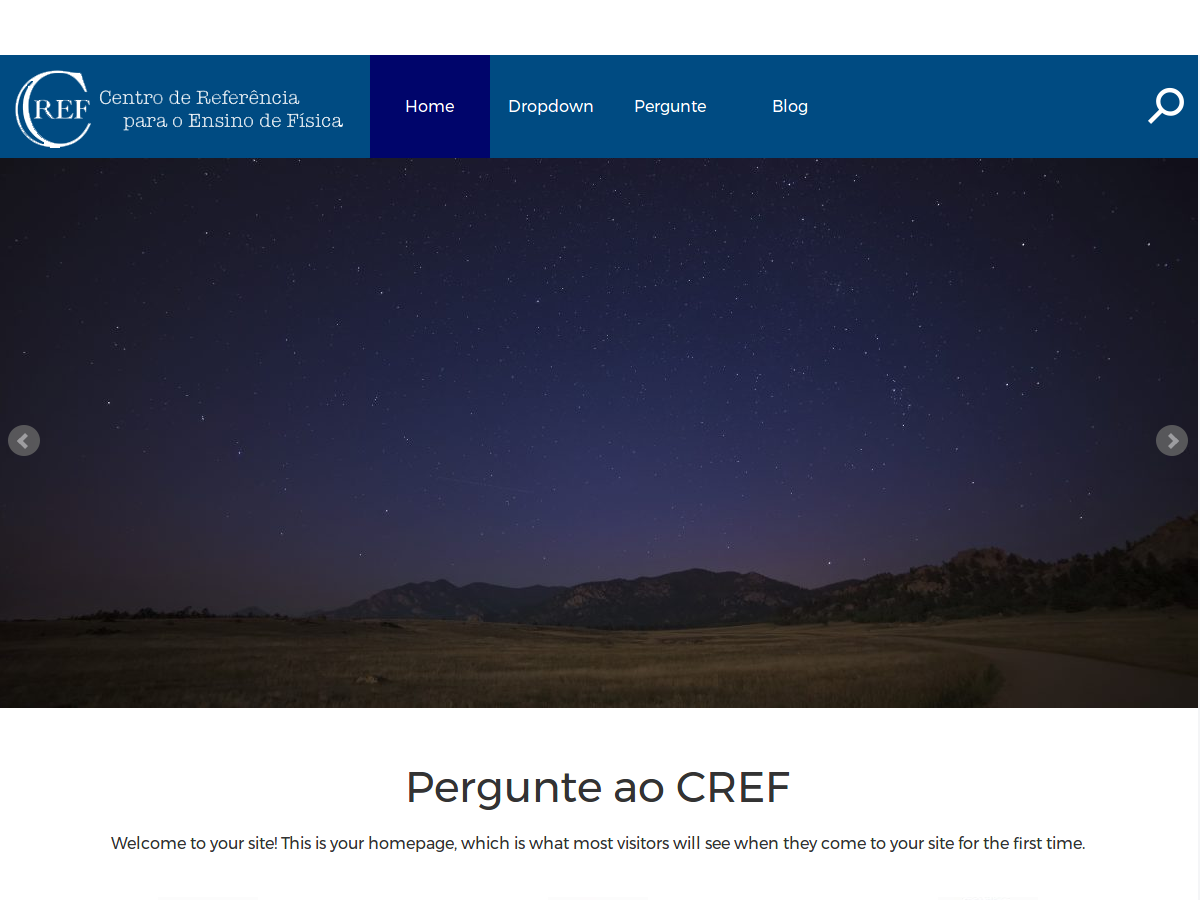 CREF
Centro de Referência
para o Ensino de Física
Home
Dropdown
Pergunte
Blog
Pergunte ao CREF
Welcome to your site! This is your homepage, which is what most visitors will see when they come to your site for the first time.